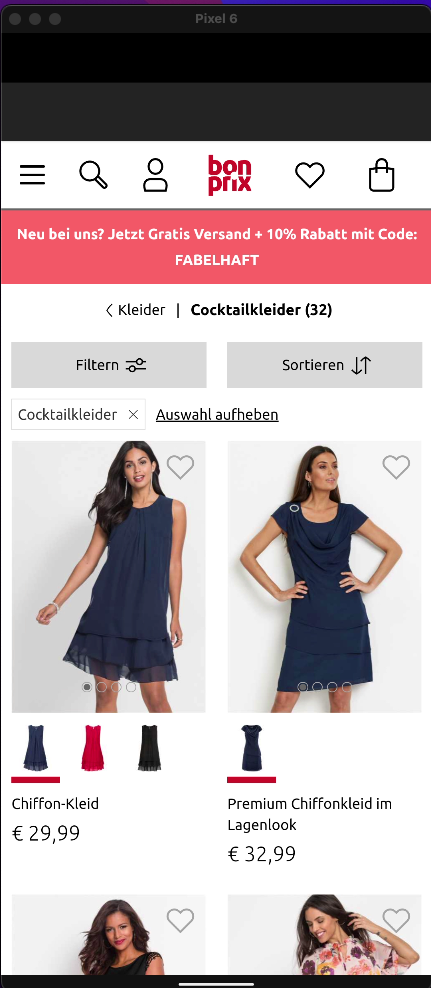 Pixel 6
bon
prix
Neu bei uns? Jetzt Gratis Versand + 10% Rabatt mit Code:
FABELHAFT
Kleider | Cocktailkleider (32)
Filtern
Sortieren
Cocktailkleider
Auswahl aufheben
Chiffon-Kleid
€ 29,99
Premium Chiffonkleid im
Lagenlook
€ 32,99